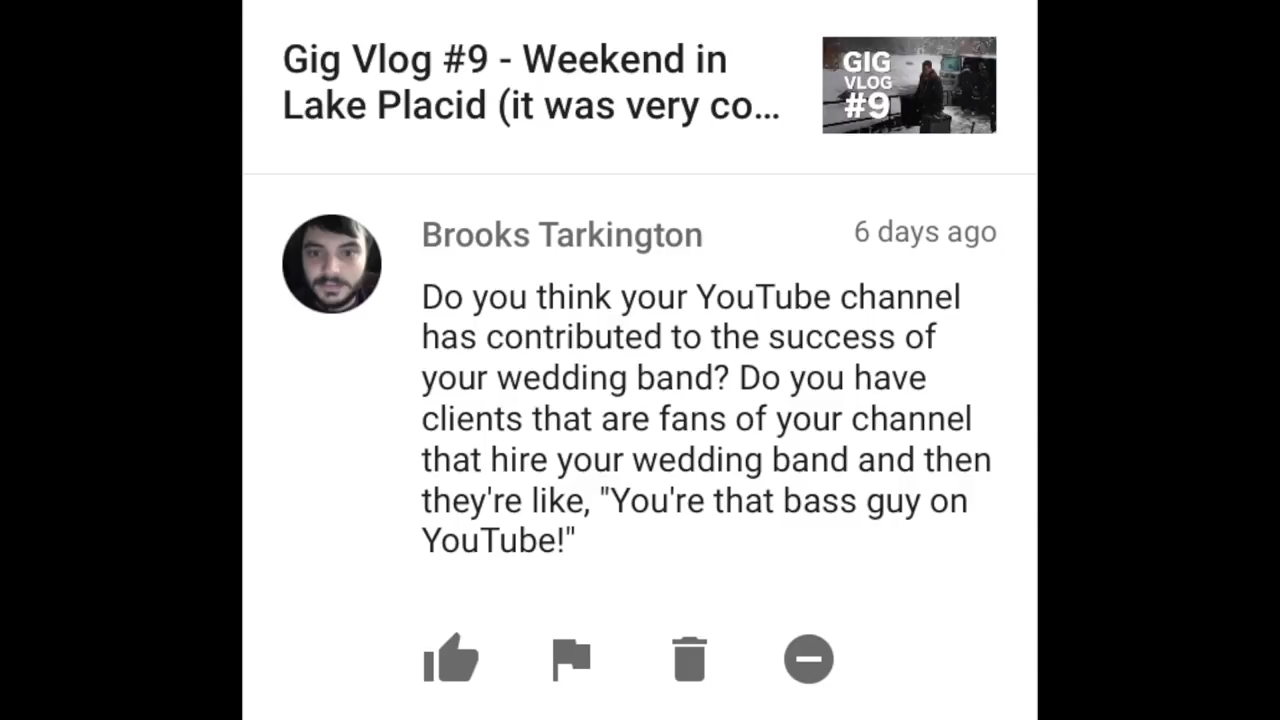 Gig Vlog #9 - Weekend in
Lake Placid (it was very co...
GIG
VLOG
#9
Brooks Tarkington
6 days ago
Do you think your YouTube channel
has contributed to the success of
your wedding band? Do you have
clients that are fans of your channel
that hire your wedding band and then
they're like, "You're that bass guy on
YouTube!"